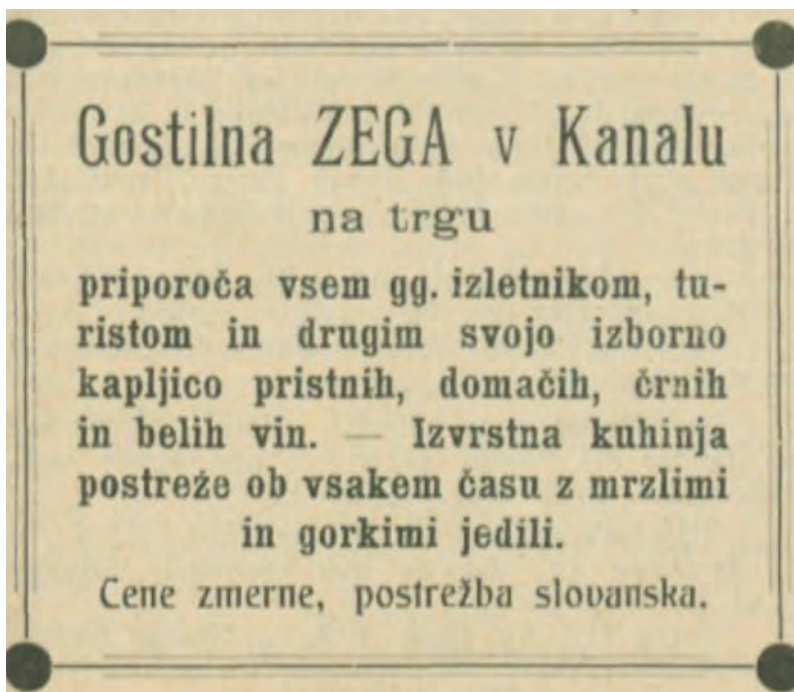 Gostilna ZEGA v Kanalu
na trgu
priporoča vsem gg. izletnikom, tu-
ristom in drugim svojo izborno
kapljico pristnih, domačih, črnih
in belih vin. — Izvrstna kuhinja
postreže ob vsakem času z mrzlimi
in gorkimi jedili.
Cene zmerne, postrežba slovanska.